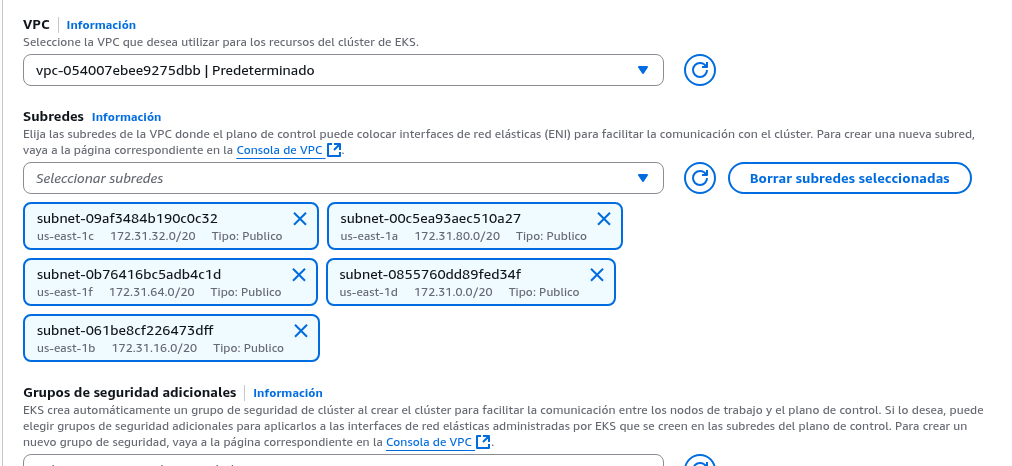 VPC Información
Seleccione la VPC que desea utilizar para los recursos del clúster de EKS.
vpc-054007ebee9275dbb | Predeterminado
Subredes Información
Elija las subredes de la VPC donde el plano de control puede colocar interfaces de red elásticas (ENI) para facilitar la comunicación con el clúster. Para crear una nueva subred,
vaya a la página correspondiente en la Consola de VPC.
Seleccionar subredes
Borrar subredes seleccionadas
subnet-09af3484b190c0c32
us-east-1c 172.31.32.0/20 Tipo: Publico
subnet-00c5ea93aec510a27
us-east-1a 172.31.80.0/20 Tipo: Publico
subnet-0b76416bc5adb4c1d
us-east-1f 172.31.64.0/20 Tipo: Publico
subnet-0855760dd89fed34f
us-east-1d 172.31.0.0/20 Tipo: Publico
subnet-061be8cf226473dff
us-east-1b 172.31.16.0/20 Tipo: Publico
Grupos de seguridad adicionales Información
EKS crea automáticamente un grupo de seguridad de clúster al crear el clúster para facilitar la comunicación entre los nodos de trabajo y el plano de control. Si lo desea, puede
elegir grupos de seguridad adicionales para aplicarlos a las interfaces de red elásticas administradas por EKS que se creen en las subredes del plano de control. Para crear un
nuevo grupo de seguridad, vaya a la página correspondiente en la Consola de VPC.